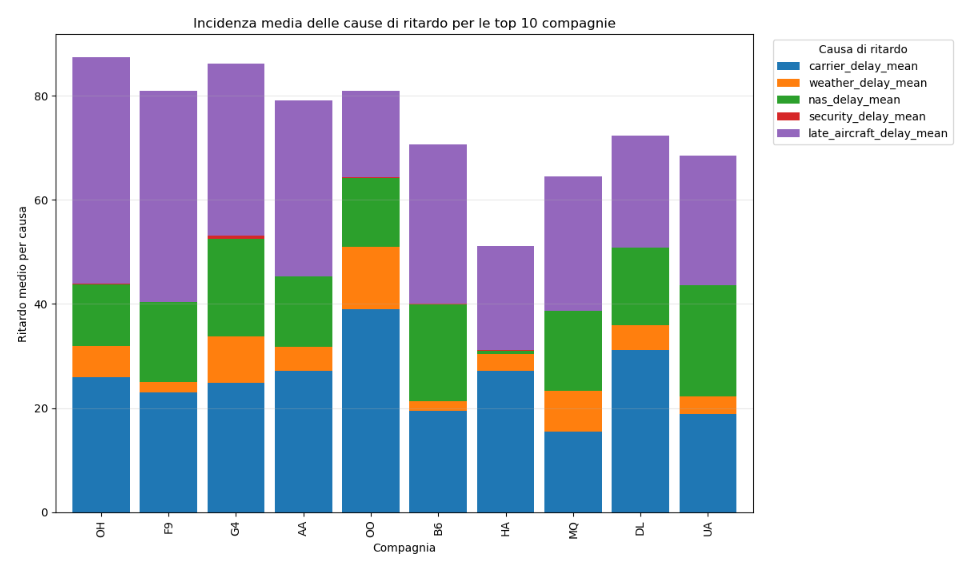 Incidenza media delle cause di ritardo per le top 10 compagnie
Causa di ritardo
carrier_delay_mean
weather_delay_mean
nas_delay_mean
security_delay_mean
late_aircraft_delay_mean
Ritardo medio per causa
80
60
40
20
0
OH F9 G4 AA OO B6 HA MQ DL UA
Compagnia